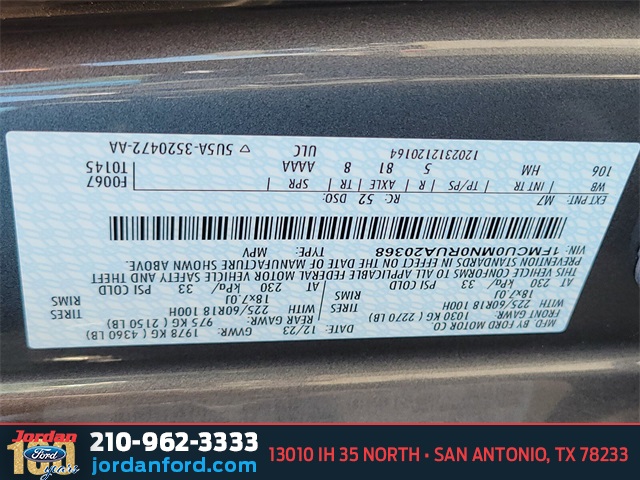 MFD BY FORD MOTOR CO.
DATE: 12/23 GVWR: 1978 KG ( 4360 LB)
FRONT GAWR: 1030 KG ( 2270 LB) REAR GAWR: 975 KG ( 2150 LB)
225/60R18 100H TIRES 225/60R18 100H TIRES
18x7.0J RIMS 18x7.0J RIMS
AT 230 kPa/ 33 PSI COLD AT 230 kPa/ 33 PSI COLD
THIS VEHICLE CONFORMS TO ALL APPLICABLE FEDERAL MOTOR VEHICLE SAFETY AND THEFT
PREVENTION STANDARDS IN EFFECT ON THE DATE OF MANUFACTURE SHOWN ABOVE.
VIN: 1FMCU0MN0RUA20368 TYPE: MPV
EXT PNT: M7 RC: 52 DSO: F0067
WB INT TR TP/PS AXLE TR SPR T0145
106 HM 5 81 8 AAAA
1202312120164 ULC 5U5A-3520472-AA
Jordan
Ford
100
years
210-962-3333
jordanford.com
13010 IH 35 NORTH • SAN ANTONIO, TX 78233